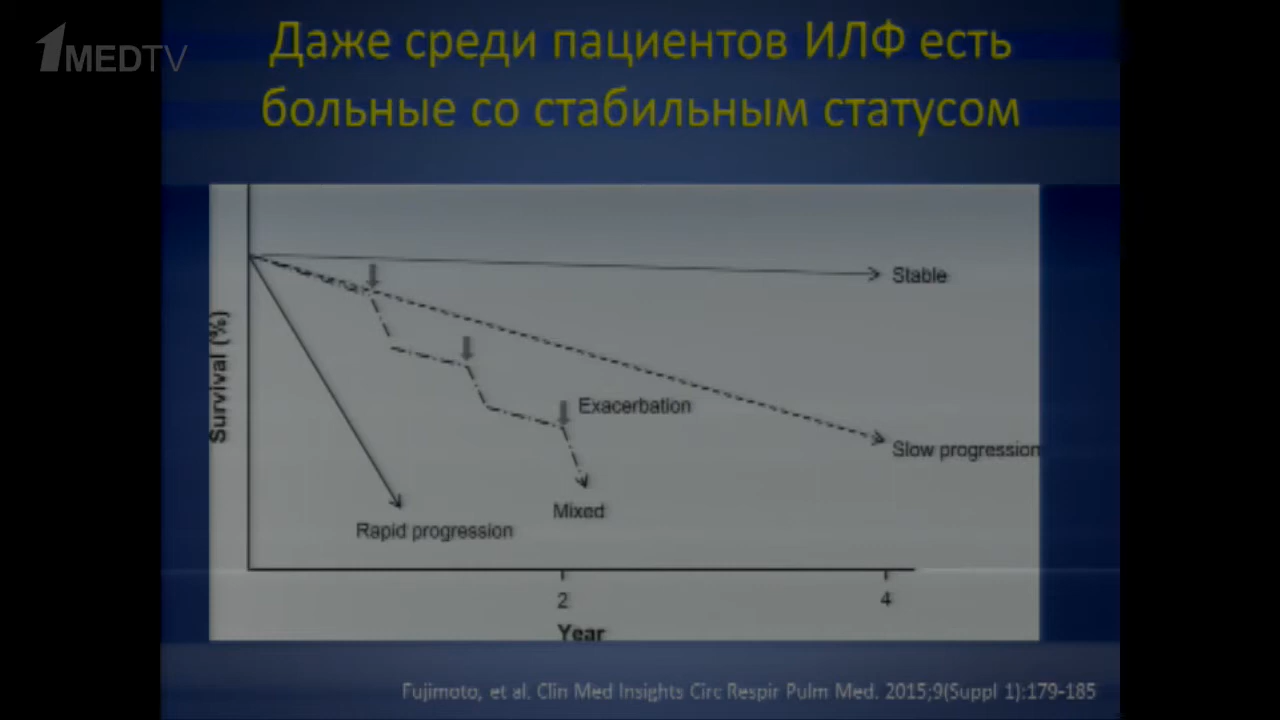 1MEDTV
Даже среди пациентов ИЛФ есть
больные со стабильным статусом
Survival (%)
Stable
Exacerbation
Slow progression
Mixed
Rapid progression
2
4
Year
Fujimoto, et al. Clin Med Insights Circ Respir Pulm Med. 2015;9(Suppl 1):179-185